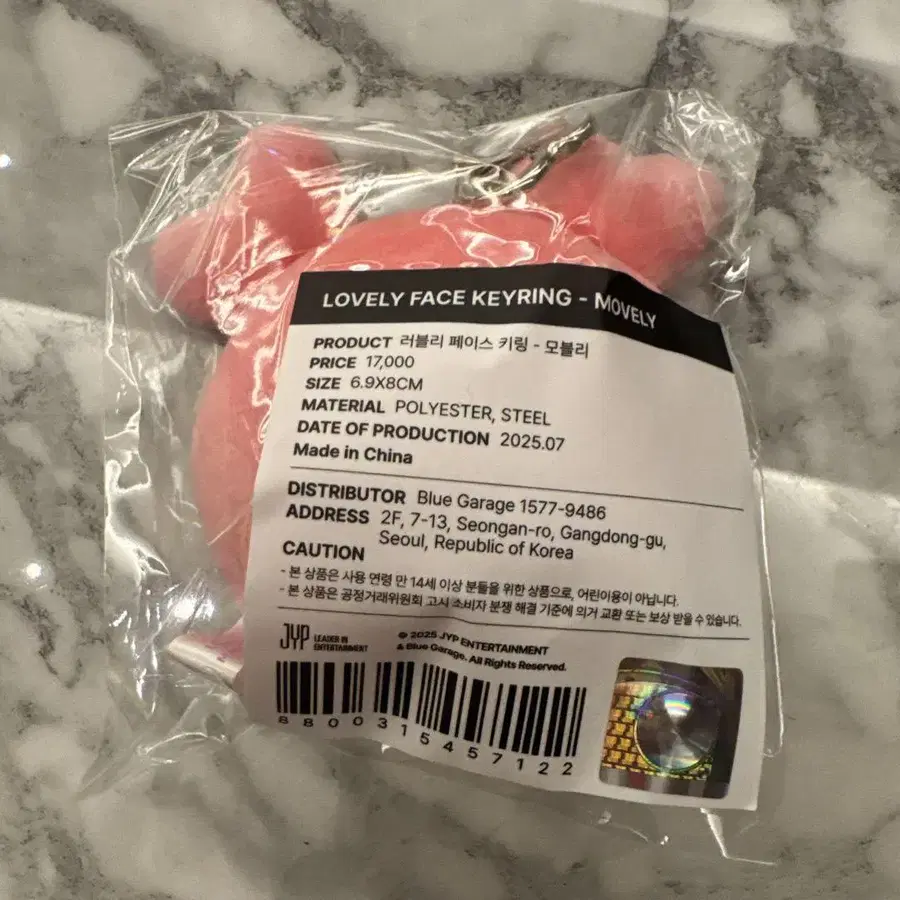 LOVELY FACE KEYRING - MOVELY
PRODUCT 러블리 페이스 키링 - 모블리
PRICE 17,000
SIZE 6.9X8CM
MATERIAL POLYESTER, STEEL
DATE OF PRODUCTION 2025.07
Made in China
DISTRIBUTOR Blue Garage 1577-9486
ADDRESS 2F, 7-13, Seongan-ro, Gangdong-gu,
Seoul, Republic of Korea
CAUTION
- 본 상품은 사용 연령 만 14세 이상 분들을 위한 상품으로, 어린이용이 아닙니다.
- 본 상품은 공정거래위원회 고시 소비자 분쟁 해결 기준에 의거 교환 또는 보상 받을 수 있습니다.
JYP LEADER IN
ENTERTAINMENT
© 2025 JYP ENTERTAINMENT
& Blue Garage. All Rights Reserved.
8800315457122